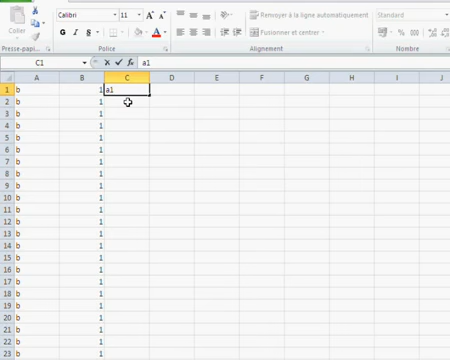 Calibri 11 A A Renvoyer à la ligne automatiquement
Coller G I S Fusionner et centrer % 000
Presse-papi... Police Alignement Nombre
C1 fx a1
A B C D E F G H I J
1 b 1 a1
2 b 1
3 b 1
4 b 1
5 b 1
6 b 1
7 b 1
8 b 1
9 b 1
10 b 1
11 b 1
12 b 1
13 b 1
14 b 1
15 b 1
16 b 1
17 b 1
18 b 1
19 b 1
20 b 1
21 b 1
22 b 1
23 b 1